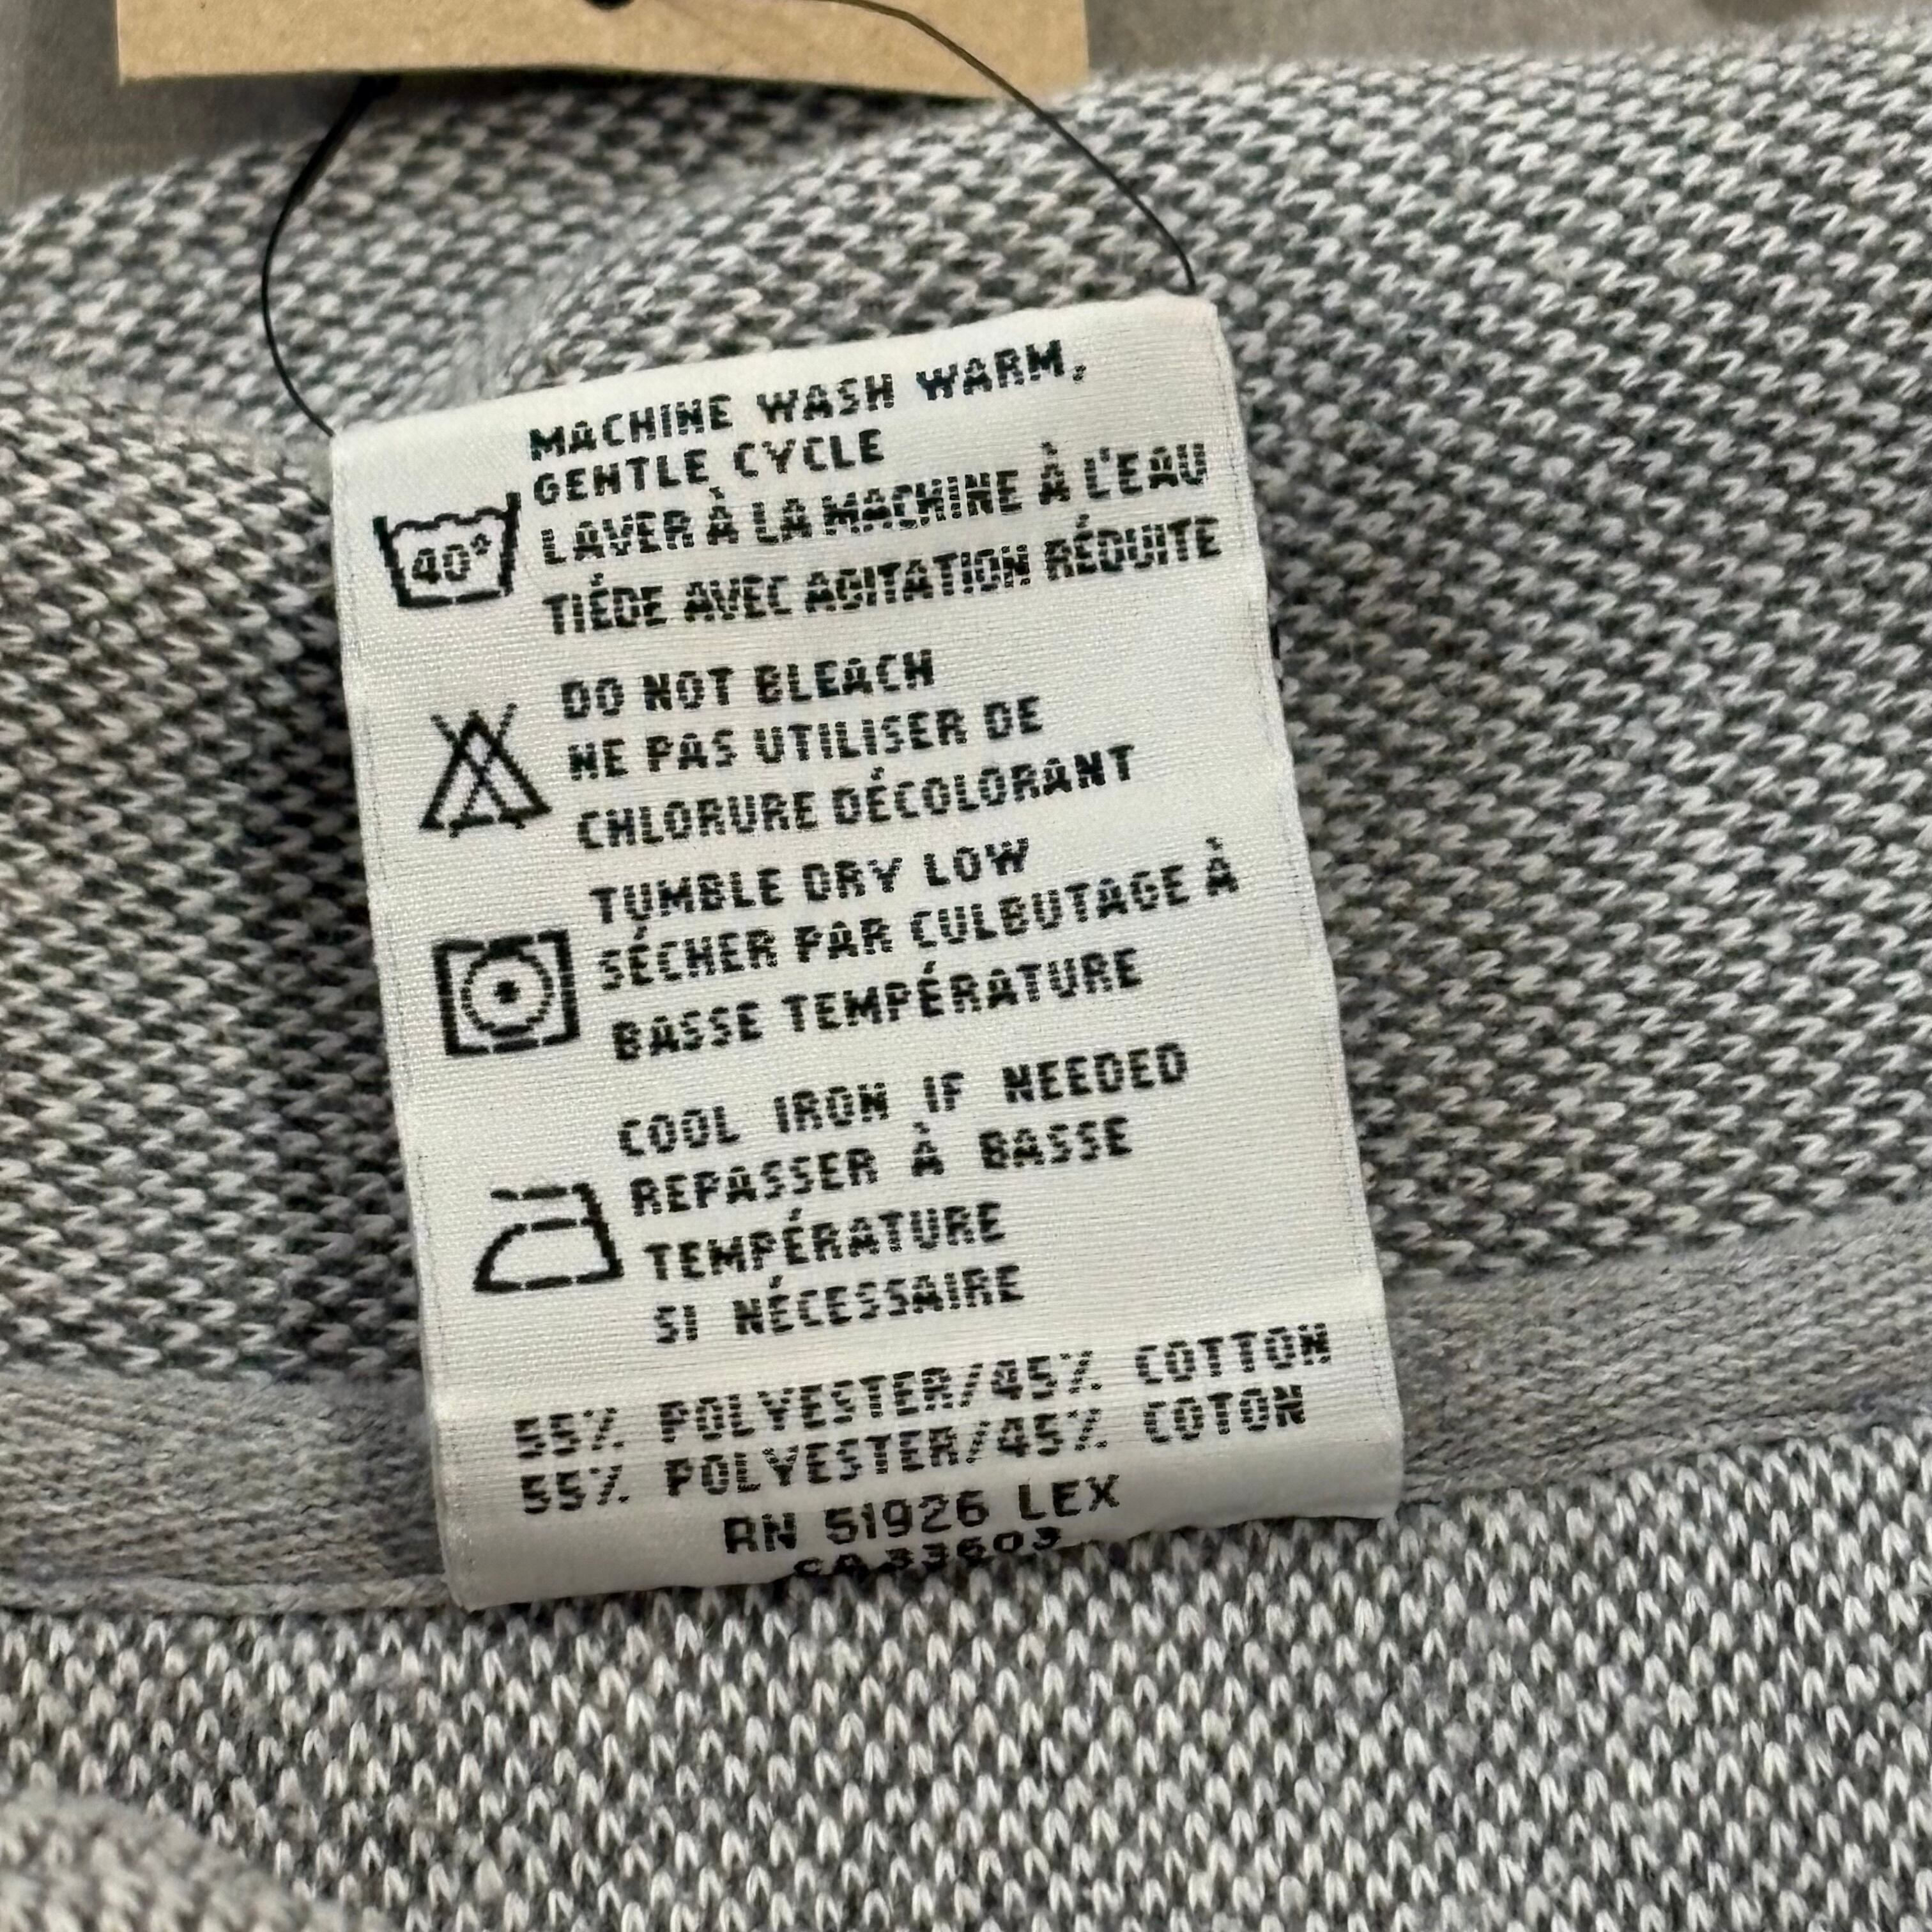 MACHINE WASH WARM,
GENTLE CYCLE
LAVER À LA MACHINE À L'EAU
TIÉDE AVEC AGITATION RÉDUITE
40°
DO NOT BLEACH
NE PAS UTILISER DE
CHLORURE DÉCOLORANT
TUMBLE DRY LOW
SÉCHER PAR CULBUTAGE À
BASSE TEMPÉRATURE
COOL IRON IF NEEDED
REPASSER À BASSE
TEMPÉRATURE
SI NÉCESSAIRE
55% POLYESTER/45% COTTON
55% POLYESTER/45% COTON
RN 51926 LEX
CA33603